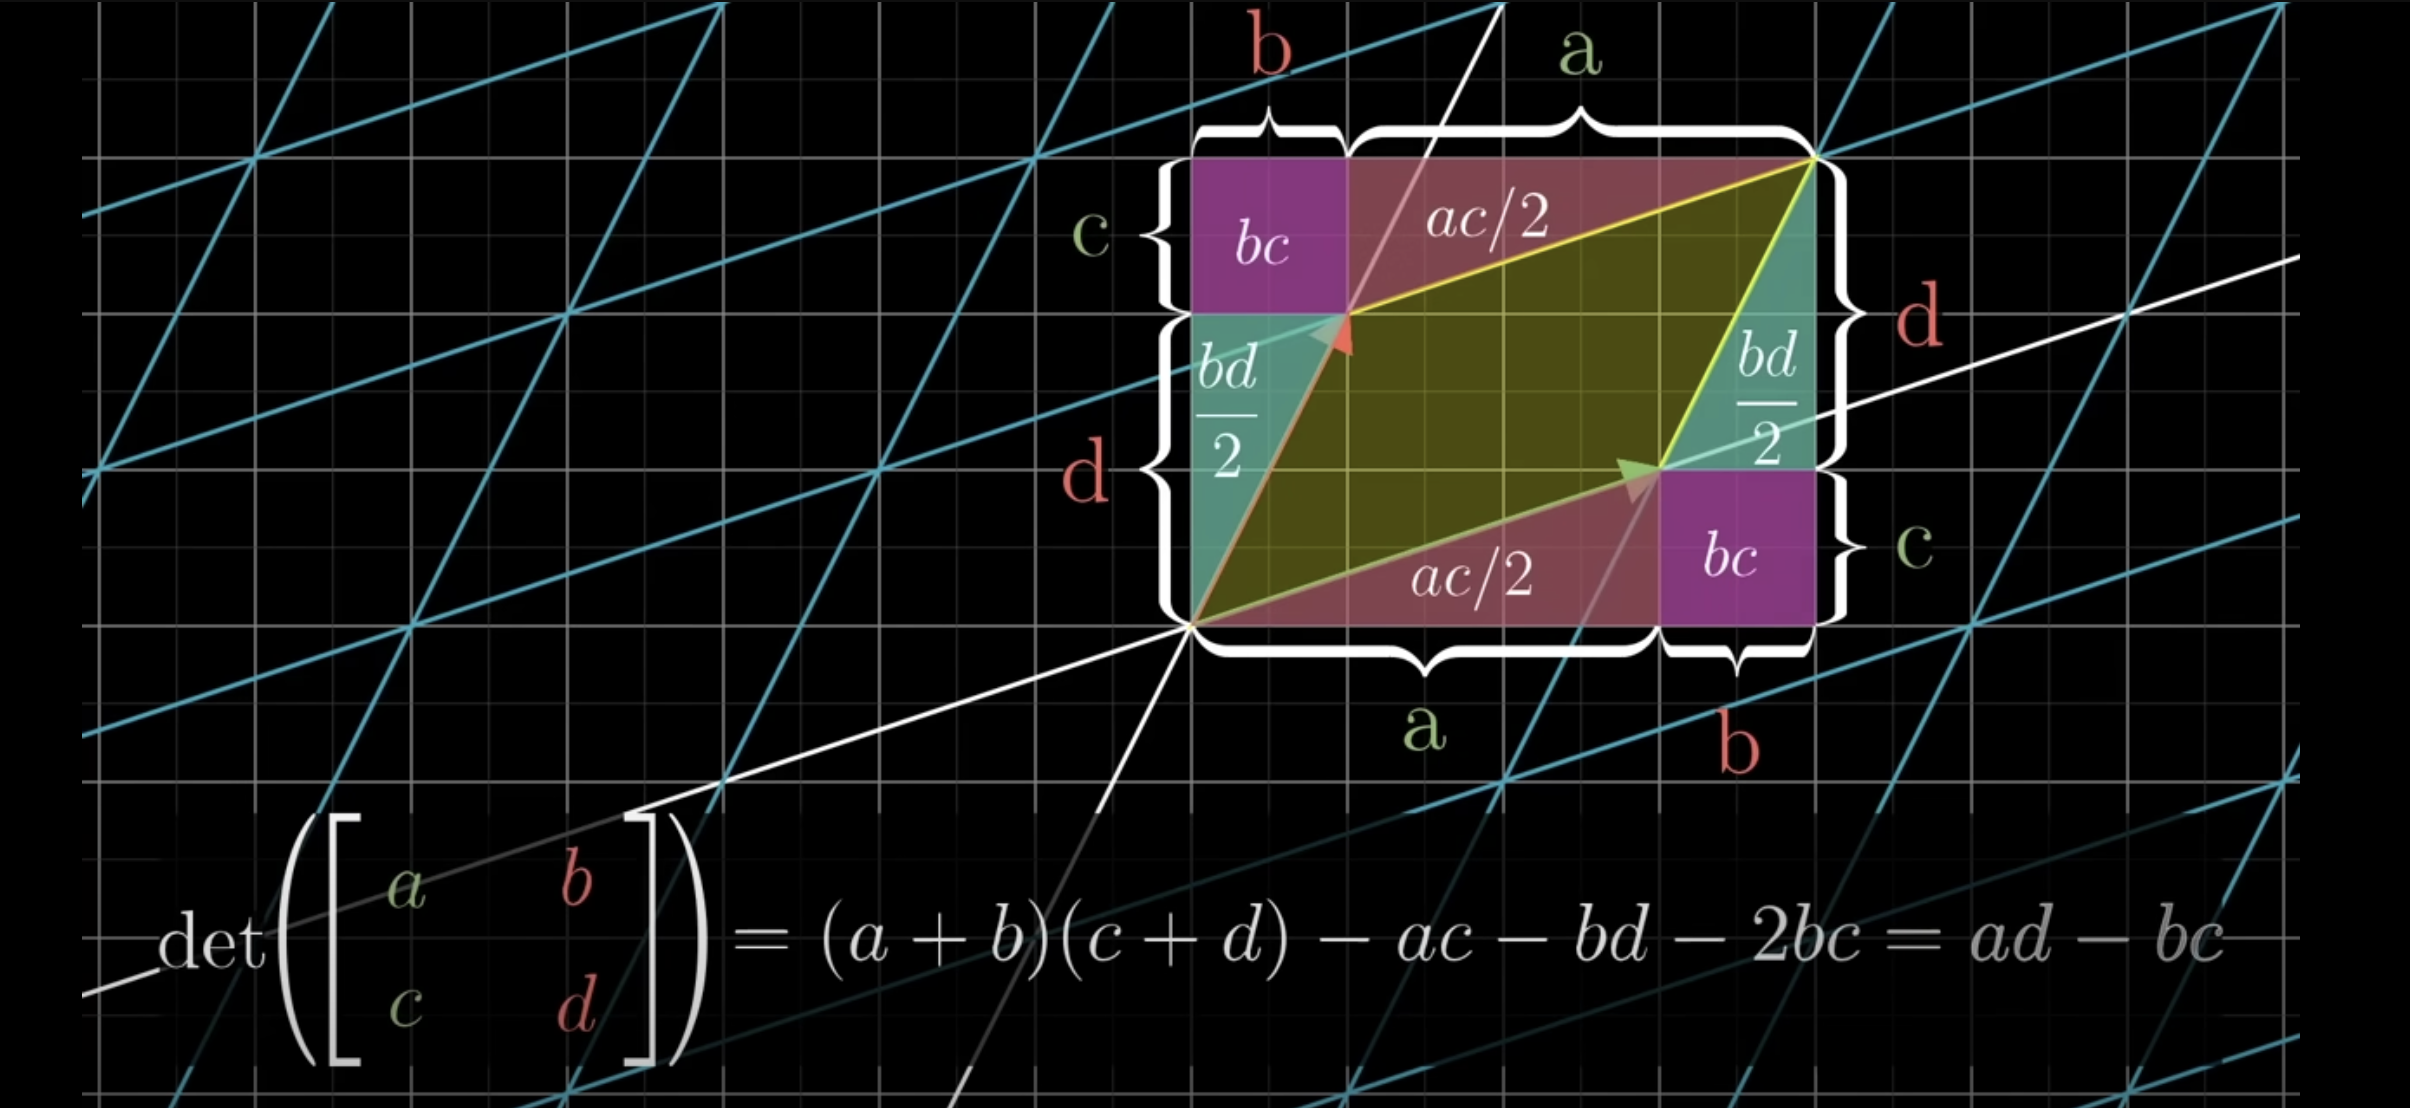 b a
c bc ac/2
bd/2 bd/2 d
d
ac/2 bc c
a b
det([a b; c d]) = (a + b)(c + d) − ac − bd − 2bc = ad − bc